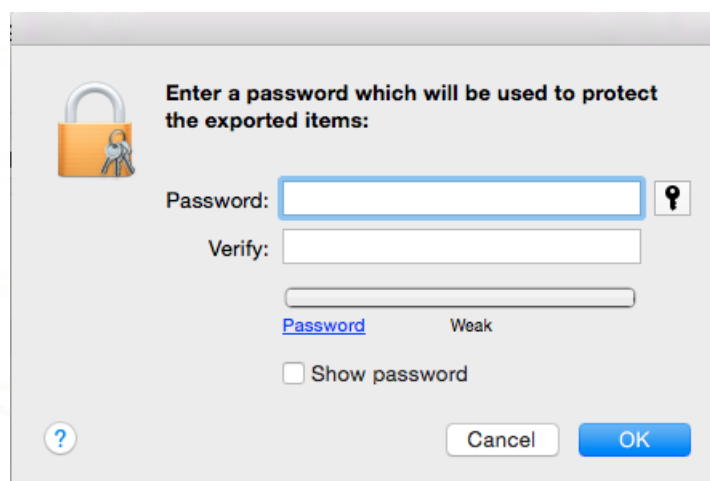 Enter a password which will be used to protect
the exported items:
Password:
Verify:
Password Weak
Show password
? Cancel OK